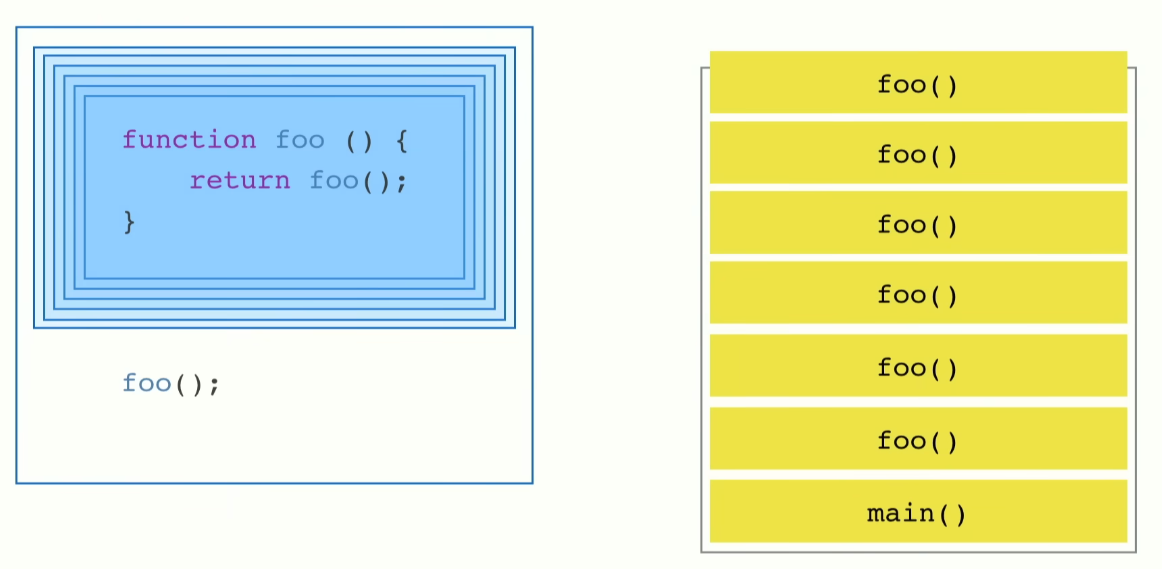 function foo () {
    return foo();
}
foo();
foo()
foo()
foo()
foo()
foo()
foo()
main()